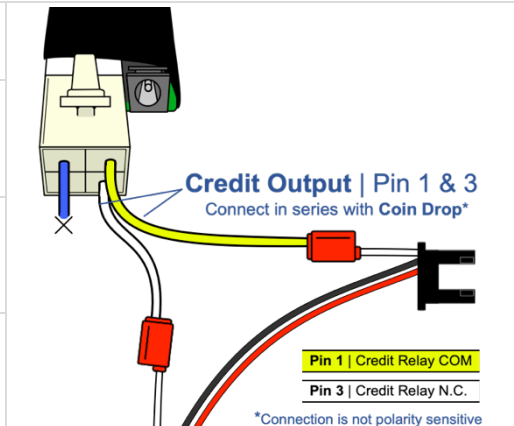 Credit Output | Pin 1 & 3
Connect in series with Coin Drop*
Pin 1 | Credit Relay COM
Pin 3 | Credit Relay N.C.
*Connection is not polarity sensitive